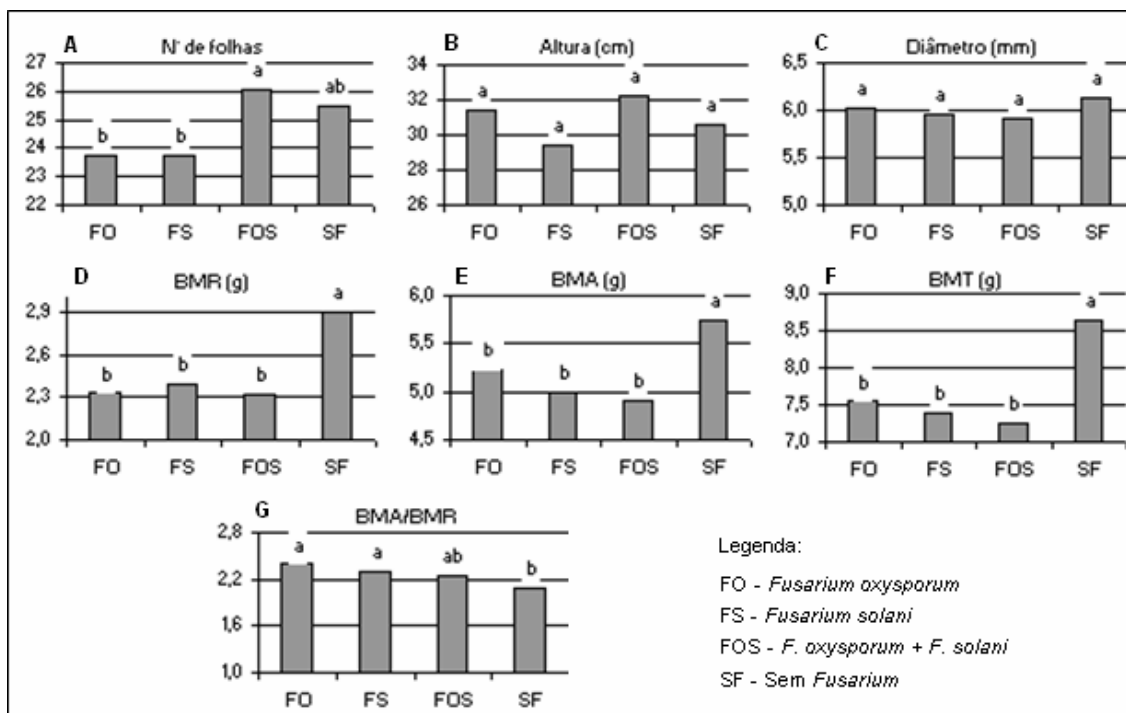 A N° de folhas
27
26
25
24
23
22
b b a ab
FO FS FOS SF
B Altura (cm)
34
32
30
28
26
a a a a
FO FS FOS SF
C Diâmetro (mm)
6,5
6,0
5,5
5,0
a a a a
FO FS FOS SF
D BMR (g)
2,9
2,6
2,3
2,0
b b b a
FO FS FOS SF
E BMA (g)
6,0
5,5
5,0
4,5
b b b a
FO FS FOS SF
F BMT (g)
9,0
8,5
8,0
7,5
7,0
b b b a
FO FS FOS SF
G BMA/BMR
2,8
2,2
1,6
1,0
a a ab b
FO FS FOS SF
Legenda:
FO - Fusarium oxysporum
FS - Fusarium solani
FOS - F. oxysporum + F. solani
SF - Sem Fusarium